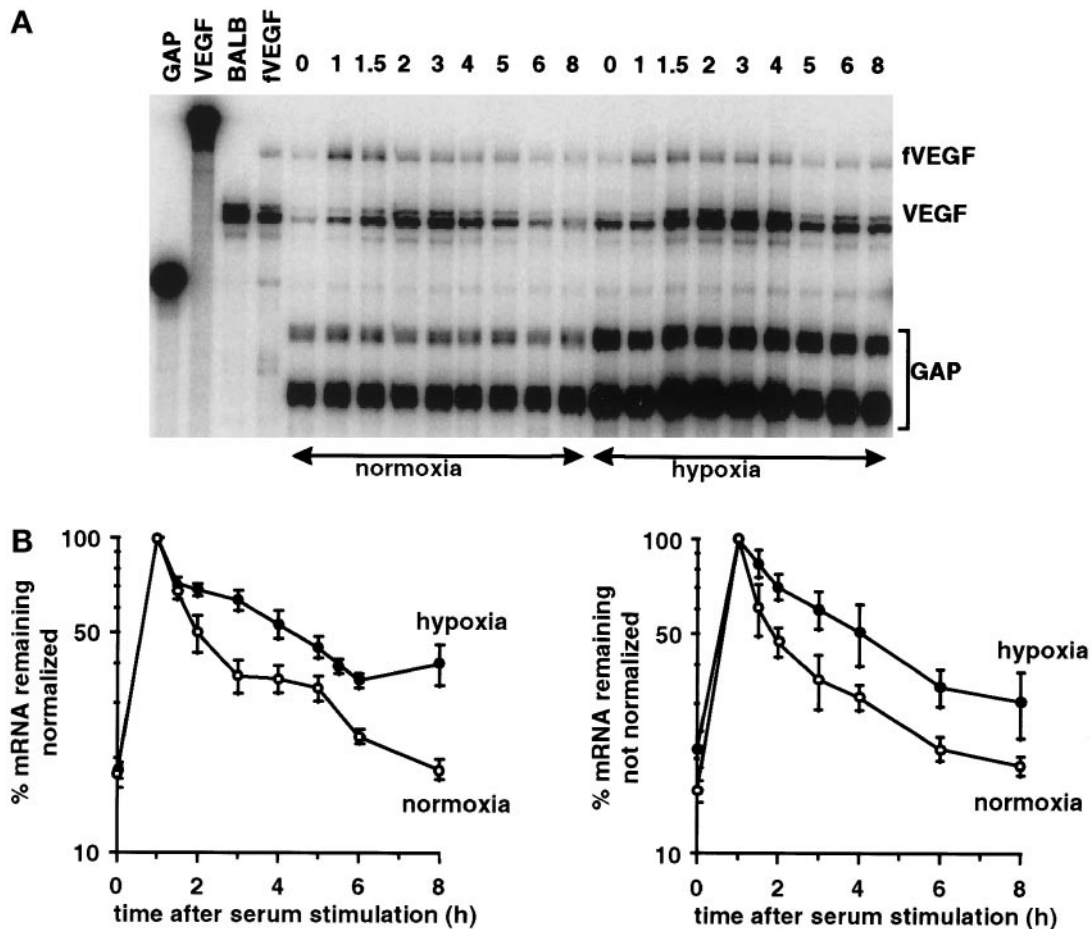 A
GAP VEGF BALB fVEGF
0 1 1.5 2 3 4 5 6 8 0 1 1.5 2 3 4 5 6 8
fVEGF
VEGF
GAP
normoxia hypoxia
B
% mRNA remaining
normalized
100
50
10
hypoxia
normoxia
0 2 4 6 8
time after serum stimulation (h)
% mRNA remaining
not normalized
100
50
10
hypoxia
normoxia
0 2 4 6 8
time after serum stimulation (h)